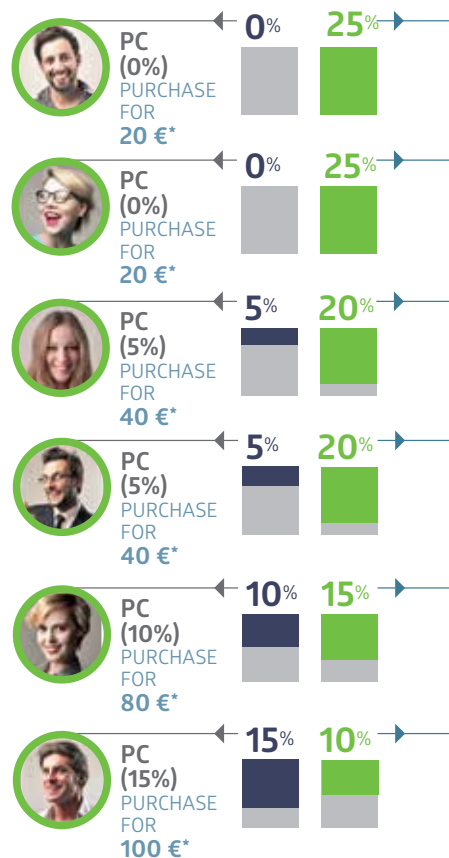 0% 25%
PC
(0%)
PURCHASE
FOR
20 €*
0% 25%
PC
(0%)
PURCHASE
FOR
20 €*
5% 20%
PC
(5%)
PURCHASE
FOR
40 €*
5% 20%
PC
(5%)
PURCHASE
FOR
40 €*
10% 15%
PC
(10%)
PURCHASE
FOR
80 €*
15% 10%
PC
(15%)
PURCHASE
FOR
100 €*